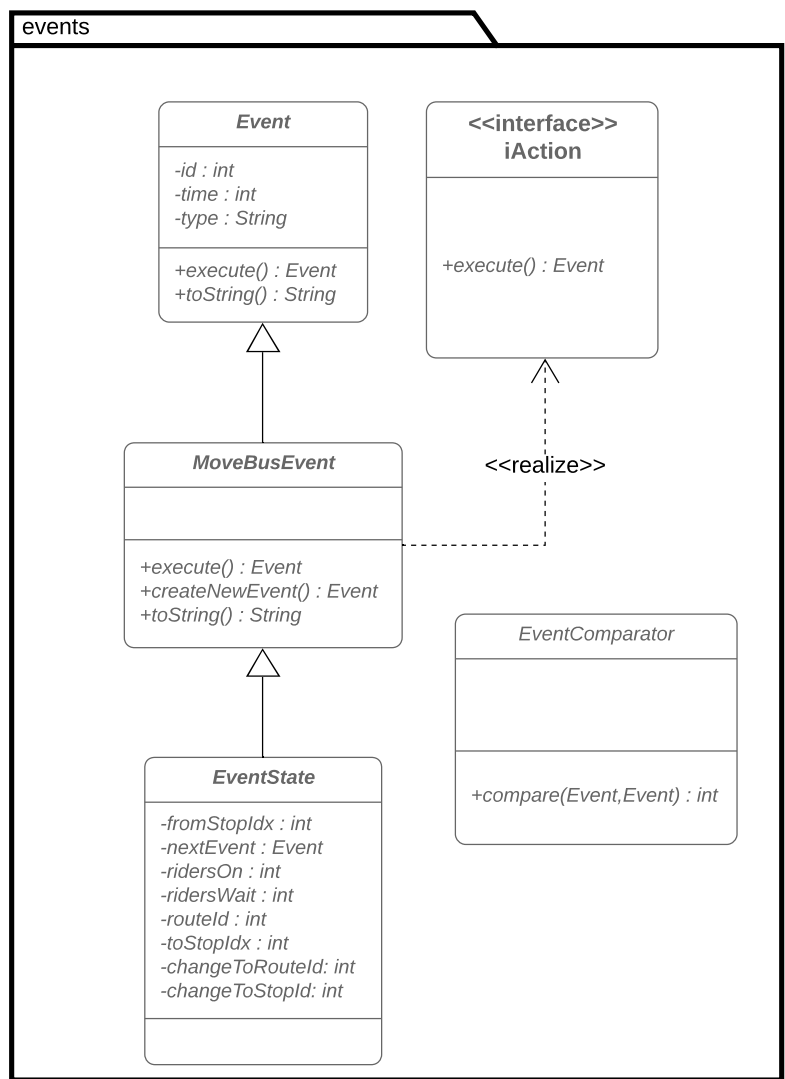 events
Event
-id : int
-time : int
-type : String
+execute() : Event
+toString() : String
<<interface>>
iAction
+execute() : Event
<<realize>>
MoveBusEvent
+execute() : Event
+createNewEvent() : Event
+toString() : String
EventComparator
+compare(Event,Event) : int
EventState
-fromStopIdx : int
-nextEvent : Event
-ridersOn : int
-ridersWait : int
-routeId : int
-toStopIdx : int
-changeToRouteId: int
-changeToStopId: int